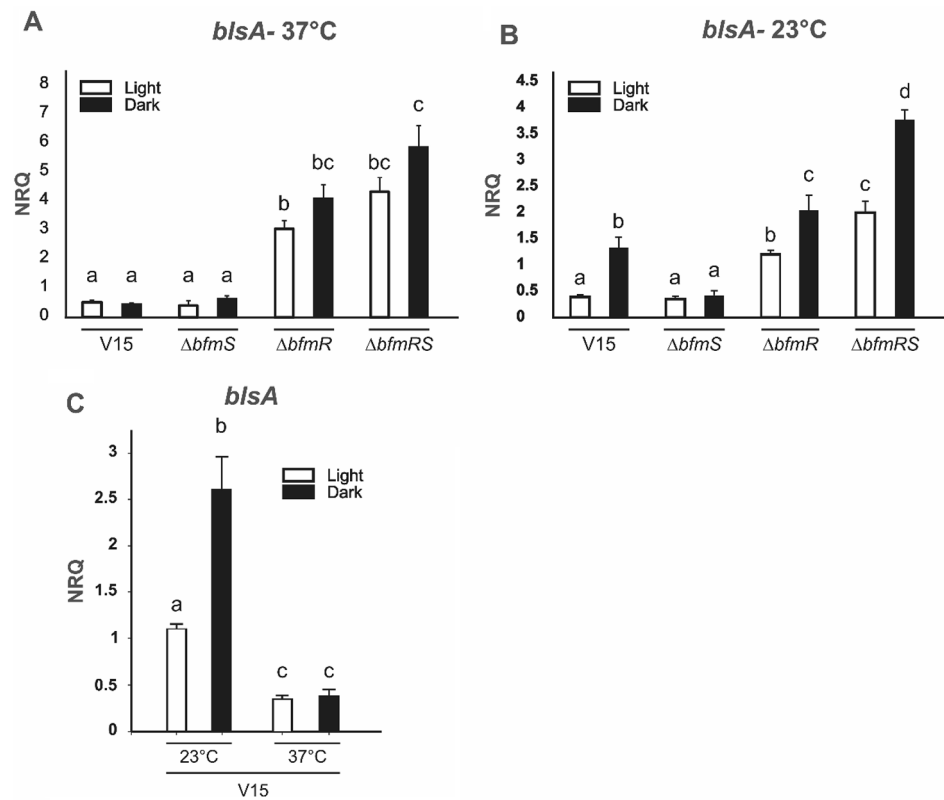 A
blsA- 37°C
Light
Dark
NRQ
8
7
6
5
4
3
2
1
0
a a a a b bc bc c
V15 ΔbfmS ΔbfmR ΔbfmRS
B
blsA- 23°C
Light
Dark
NRQ
4.5
4
3.5
3
2.5
2
1.5
1
0.5
0
a b a a b c c d
V15 ΔbfmS ΔbfmR ΔbfmRS
C
blsA
Light
Dark
NRQ
3
2.5
2
1.5
1
0.5
0
a b c c
23°C 37°C
V15